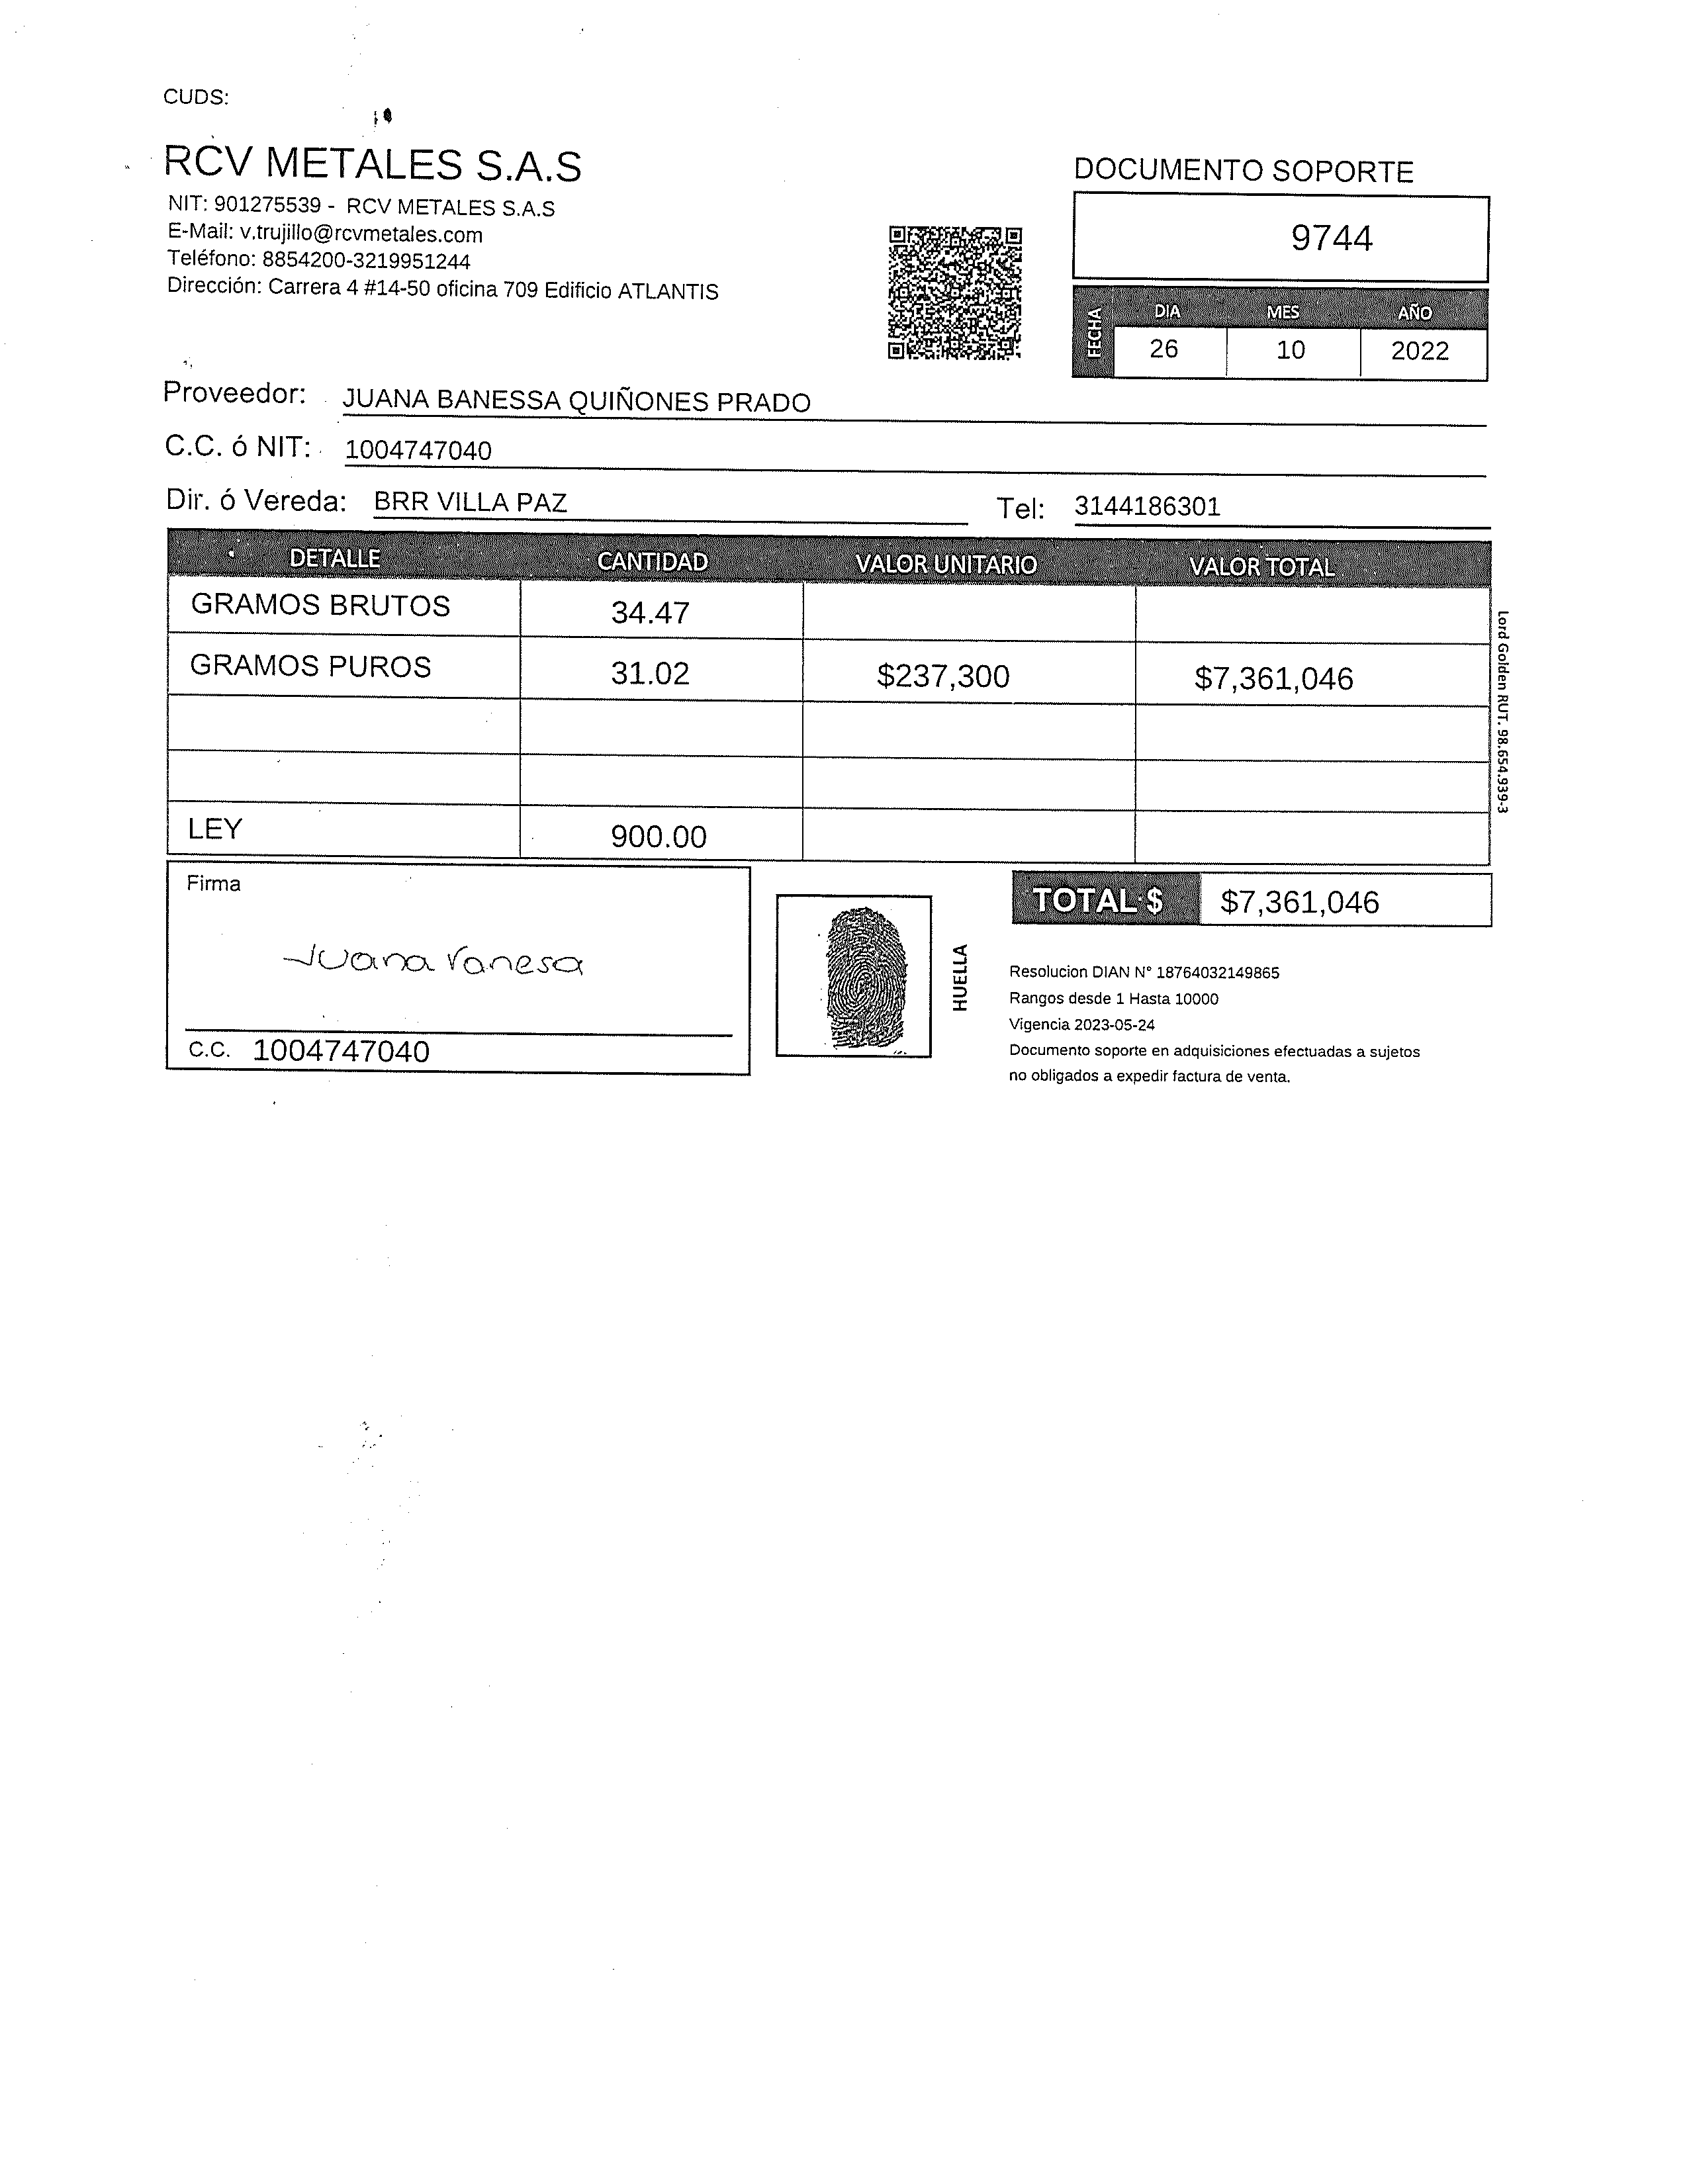 CUDS:
RCV METALES S.A.S
NIT: 901275539 - RCV METALES S.A.S
E-Mail: v.trujillo@rcvmetales.com
Teléfono: 8854200-3219951244
Dirección: Carrera 4 #14-50 oficina 709 Edificio ATLANTIS
DOCUMENTO SOPORTE
9744
FECHA
DIA MES AÑO
26 10 2022
Proveedor: JUANA BANESSA QUIÑONES PRADO
C.C. ó NIT: 1004747040
Dir. ó Vereda: BRR VILLA PAZ Tel: 3144186301
DETALLE CANTIDAD VALOR UNITARIO VALOR TOTAL
GRAMOS BRUTOS 34.47
GRAMOS PUROS 31.02 $237,300 $7,361,046
LEY 900.00
Lord Golden RUT. 98.654.939-3
Firma
Juana Vanesa
C.C. 1004747040
HUELLA
TOTAL $ $7,361,046
Resolucion DIAN N° 18764032149865
Rangos desde 1 Hasta 10000
Vigencia 2023-05-24
Documento soporte en adquisiciones efectuadas a sujetos
no obligados a expedir factura de venta.